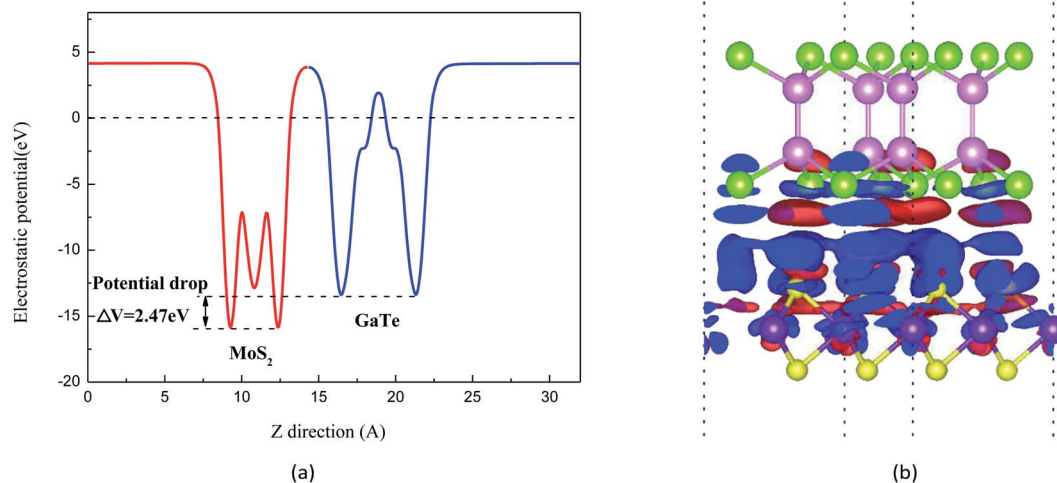 5
0
-5
-10
-15
-20
Electrostatic potential(eV)
Potential drop
△V=2.47eV
MoS₂
GaTe
0 5 10 15 20 25 30
Z direction (A)
(a) (b)